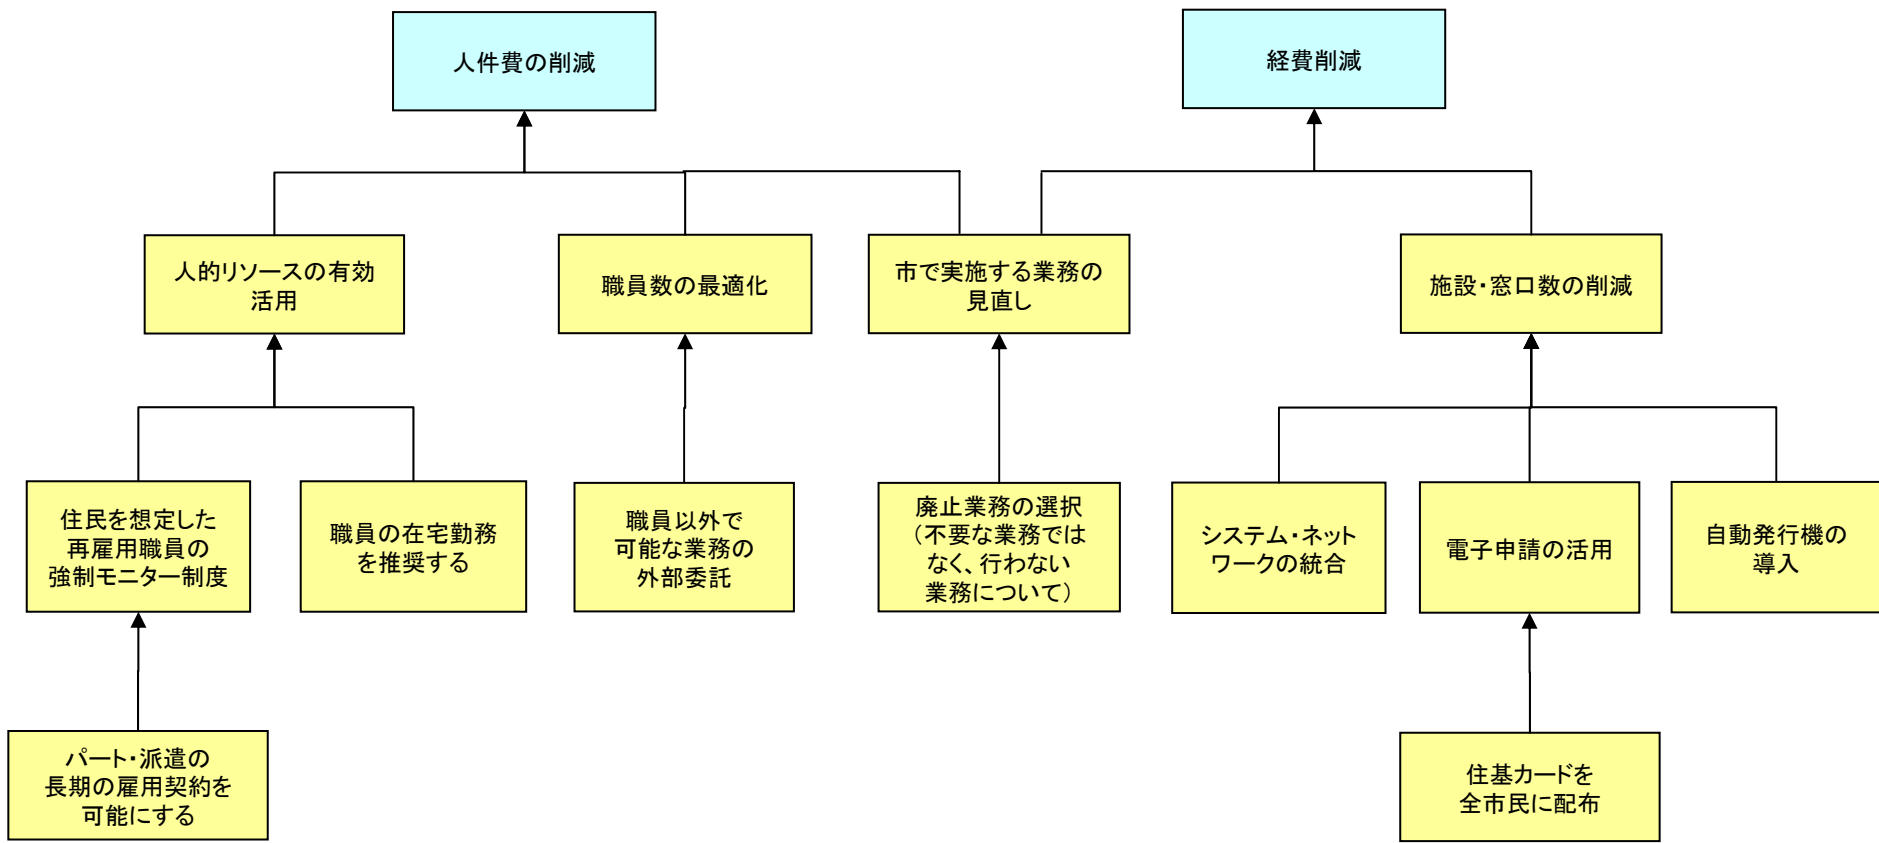 人件費の削減
経費削減
人的リソースの有効
活用
職員数の最適化
市で実施する業務の
見直し
施設・窓口数の削減
住民を想定した
再雇用職員の
強制モニター制度
職員の在宅勤務
を推奨する
職員以外で
可能な業務の
外部委託
廃止業務の選択
(不要な業務では
なく、行わない
業務について)
システム・ネット
ワークの統合
電子申請の活用
自動発行機の
導入
パート・派遣の
長期の雇用契約を
可能にする
住基カードを
全市民に配布